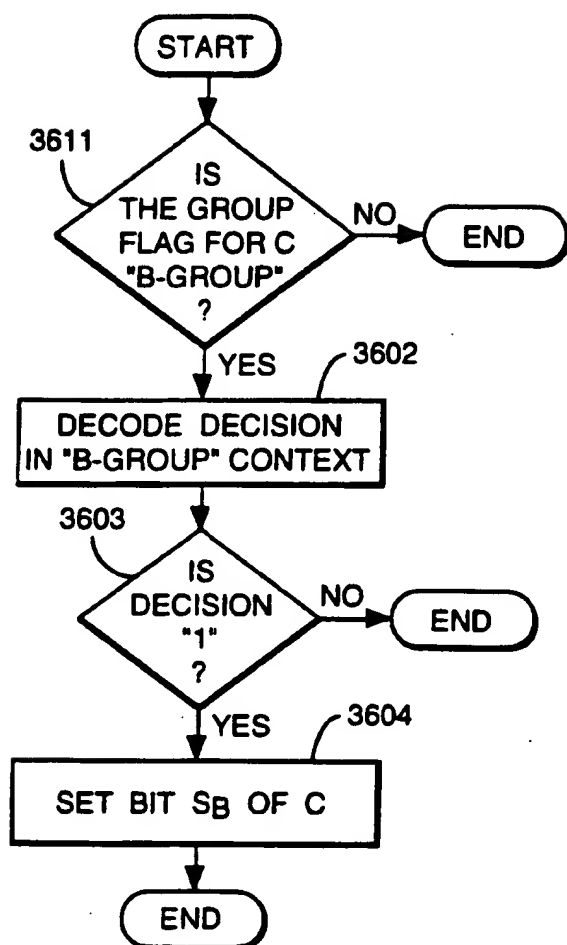 START
3611
IS
THE GROUP
FLAG FOR C
"B-GROUP"
?
NO
END
YES
3602
DECODE DECISION
IN "B-GROUP" CONTEXT
3603
IS
DECISION
"1"
?
NO
END
YES
3604
SET BIT SB OF C
END